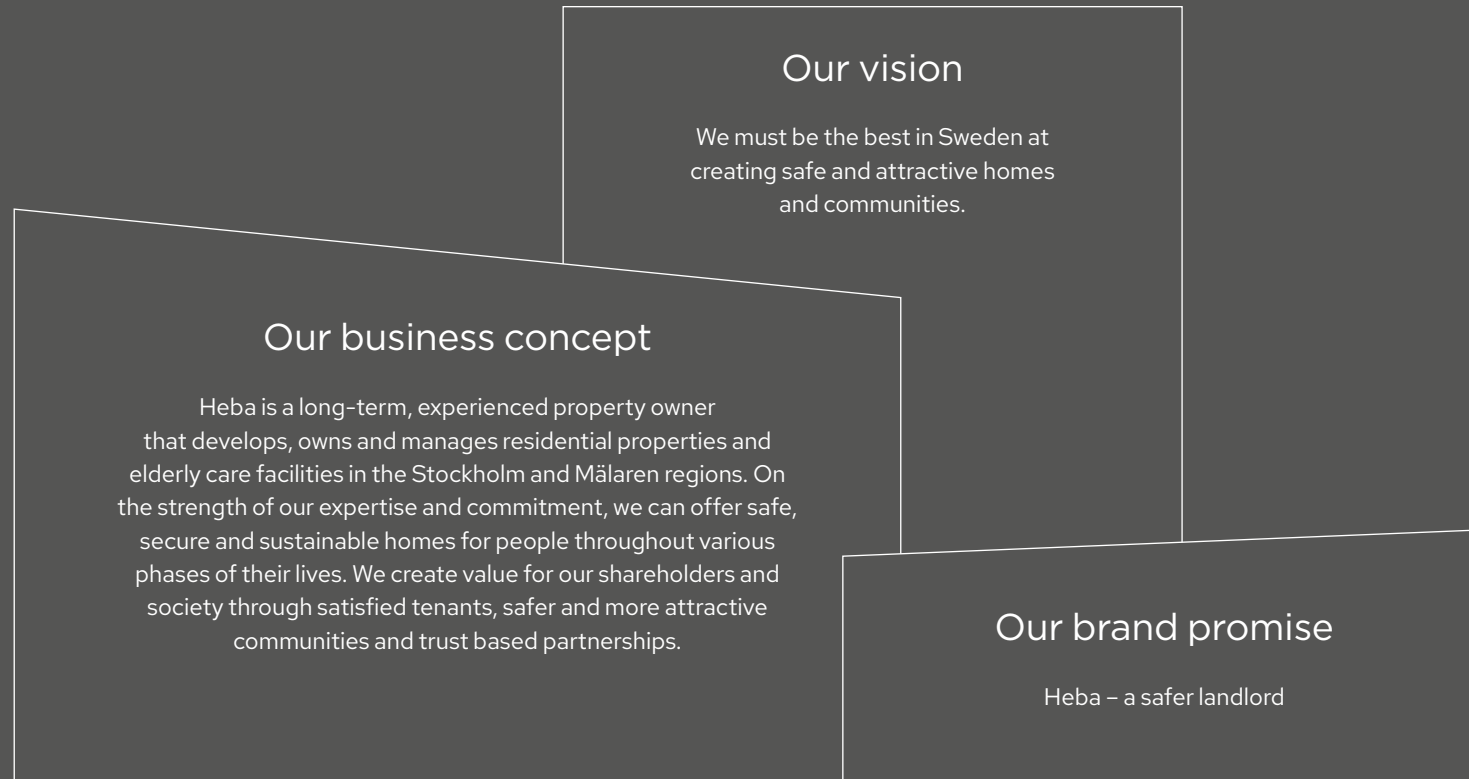 Our vision
We must be the best in Sweden at
creating safe and attractive homes
and communities.
Our business concept
Heba is a long-term, experienced property owner
that develops, owns and manages residential properties and
elderly care facilities in the Stockholm and Mälaren regions. On
the strength of our expertise and commitment, we can offer safe,
secure and sustainable homes for people throughout various
phases of their lives. We create value for our shareholders and
society through satisfied tenants, safer and more attractive
communities and trust based partnerships.
Our brand promise
Heba – a safer landlord